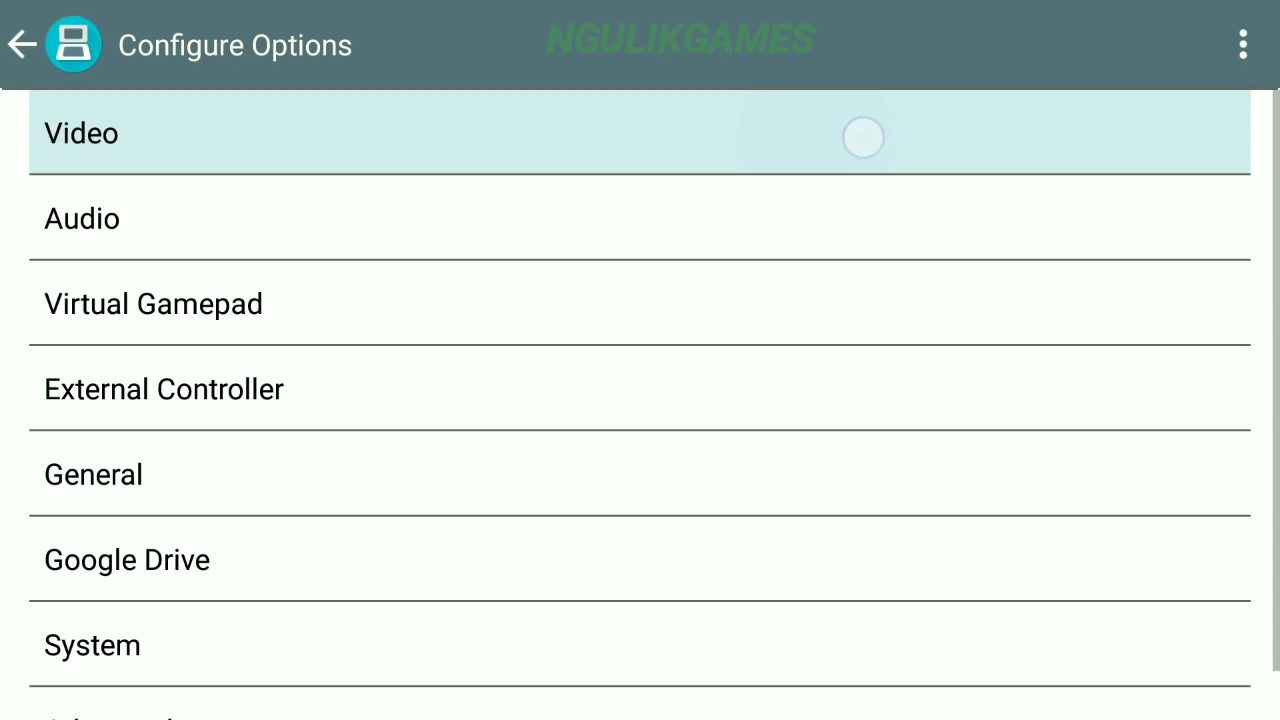 Configure Options
NGULIKGAMES
Video
Audio
Virtual Gamepad
External Controller
General
Google Drive
System